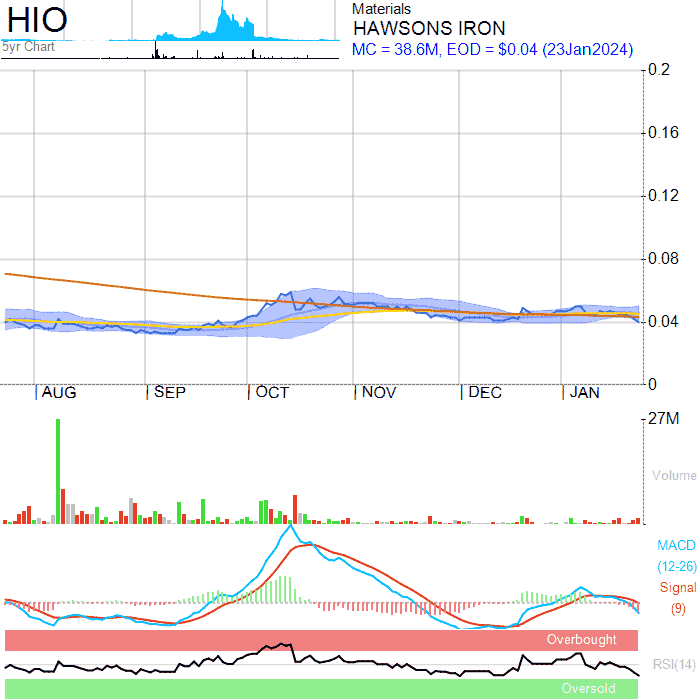 HIO
5yr Chart
Materials
HAWSONS IRON
MC = 38.6M, EOD = $0.04 (23Jan2024)
0.2
0.16
0.12
0.08
0.04
0
AUG SEP OCT NOV DEC JAN
27M
Volume
MACD
(12-26)
Signal
(9)
Overbought
RSI(14)
Oversold